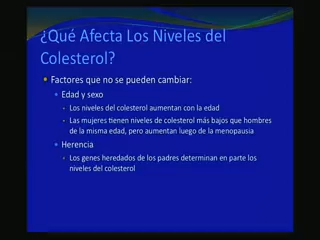 ¿Qué Afecta Los Niveles del
Colesterol?
Factores que no se pueden cambiar:
Edad y sexo
Los niveles del colesterol aumentan con la edad
Las mujeres tienen niveles de colesterol más bajos que hombres
de la misma edad, pero aumentan luego de la menopausia
Herencia
Los genes heredados de los padres determinan en parte los
niveles del colesterol